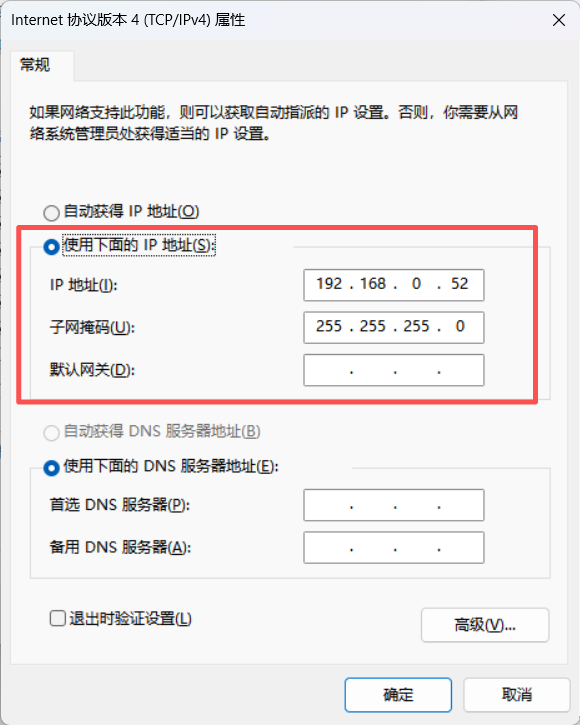 Internet 协议版本 4 (TCP/IPv4) 属性
常规
如果网络支持此功能，则可以获取自动指派的 IP 设置。否则，你需要从网
络系统管理员处获得适当的 IP 设置。
自动获得 IP 地址(O)
使用下面的 IP 地址(S):
IP 地址(I): 192 . 168 . 0 . 52
子网掩码(U): 255 . 255 . 255 . 0
默认网关(D): . . .
自动获得 DNS 服务器地址(B)
使用下面的 DNS 服务器地址(E):
首选 DNS 服务器(P): . . .
备用 DNS 服务器(A): . . .
退出时验证设置(L)
高级(V)...
确定 取消